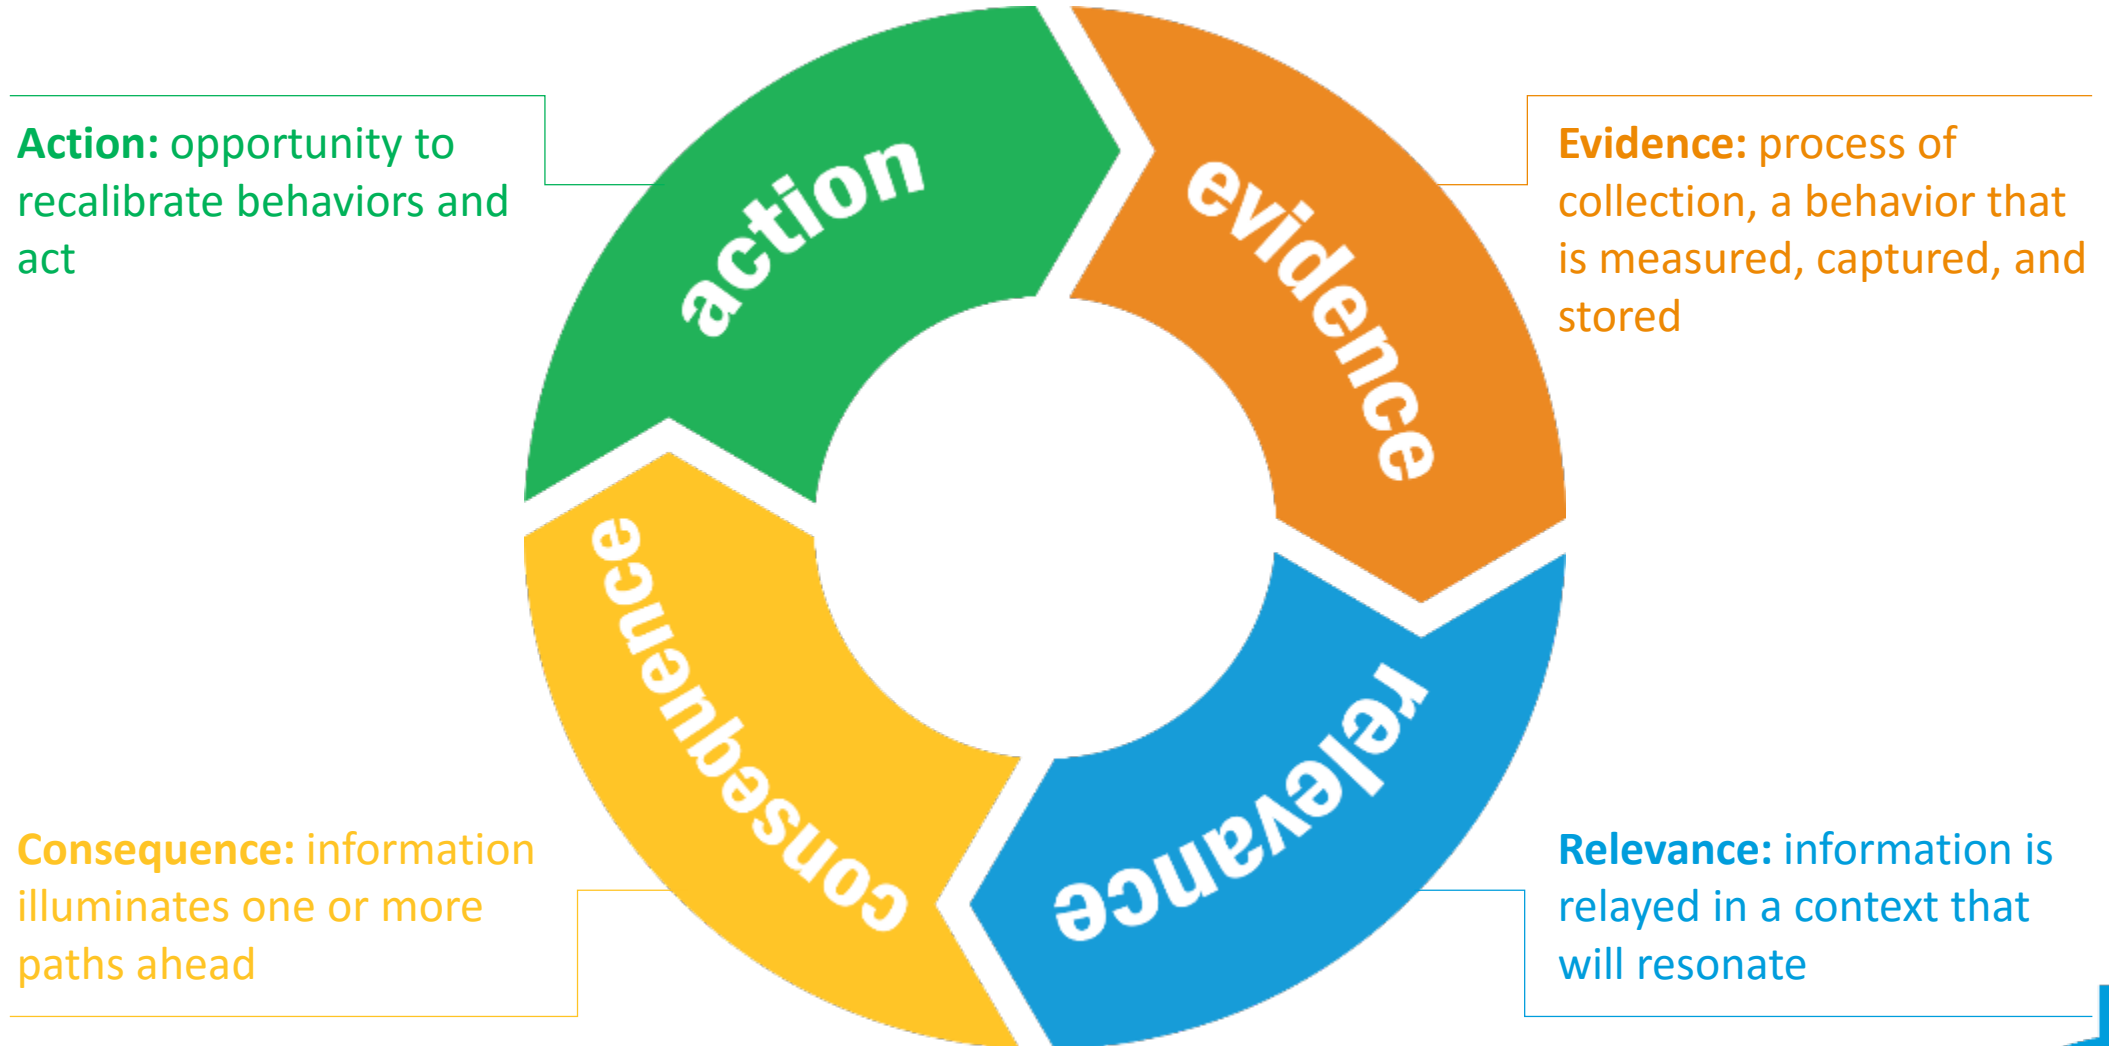 Action: opportunity to
recalibrate behaviors and
act
action
evidence
Evidence: process of
collection, a behavior that
is measured, captured, and
stored
consequence
relevance
Consequence: information
illuminates one or more
paths ahead
Relevance: information is
relayed in a context that
will resonate